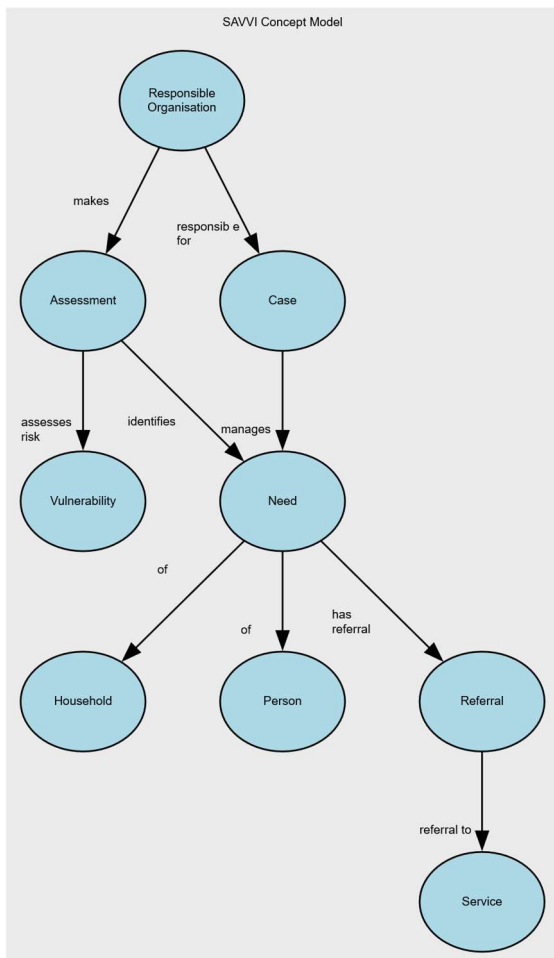 SAVVI Concept Model
Responsible
Organisation
makes
responsib e
for
Assessment
Case
assesses
risk
identifies
manages
Vulnerability
Need
of
of
has
referral
Household
Person
Referral
referral to
Service